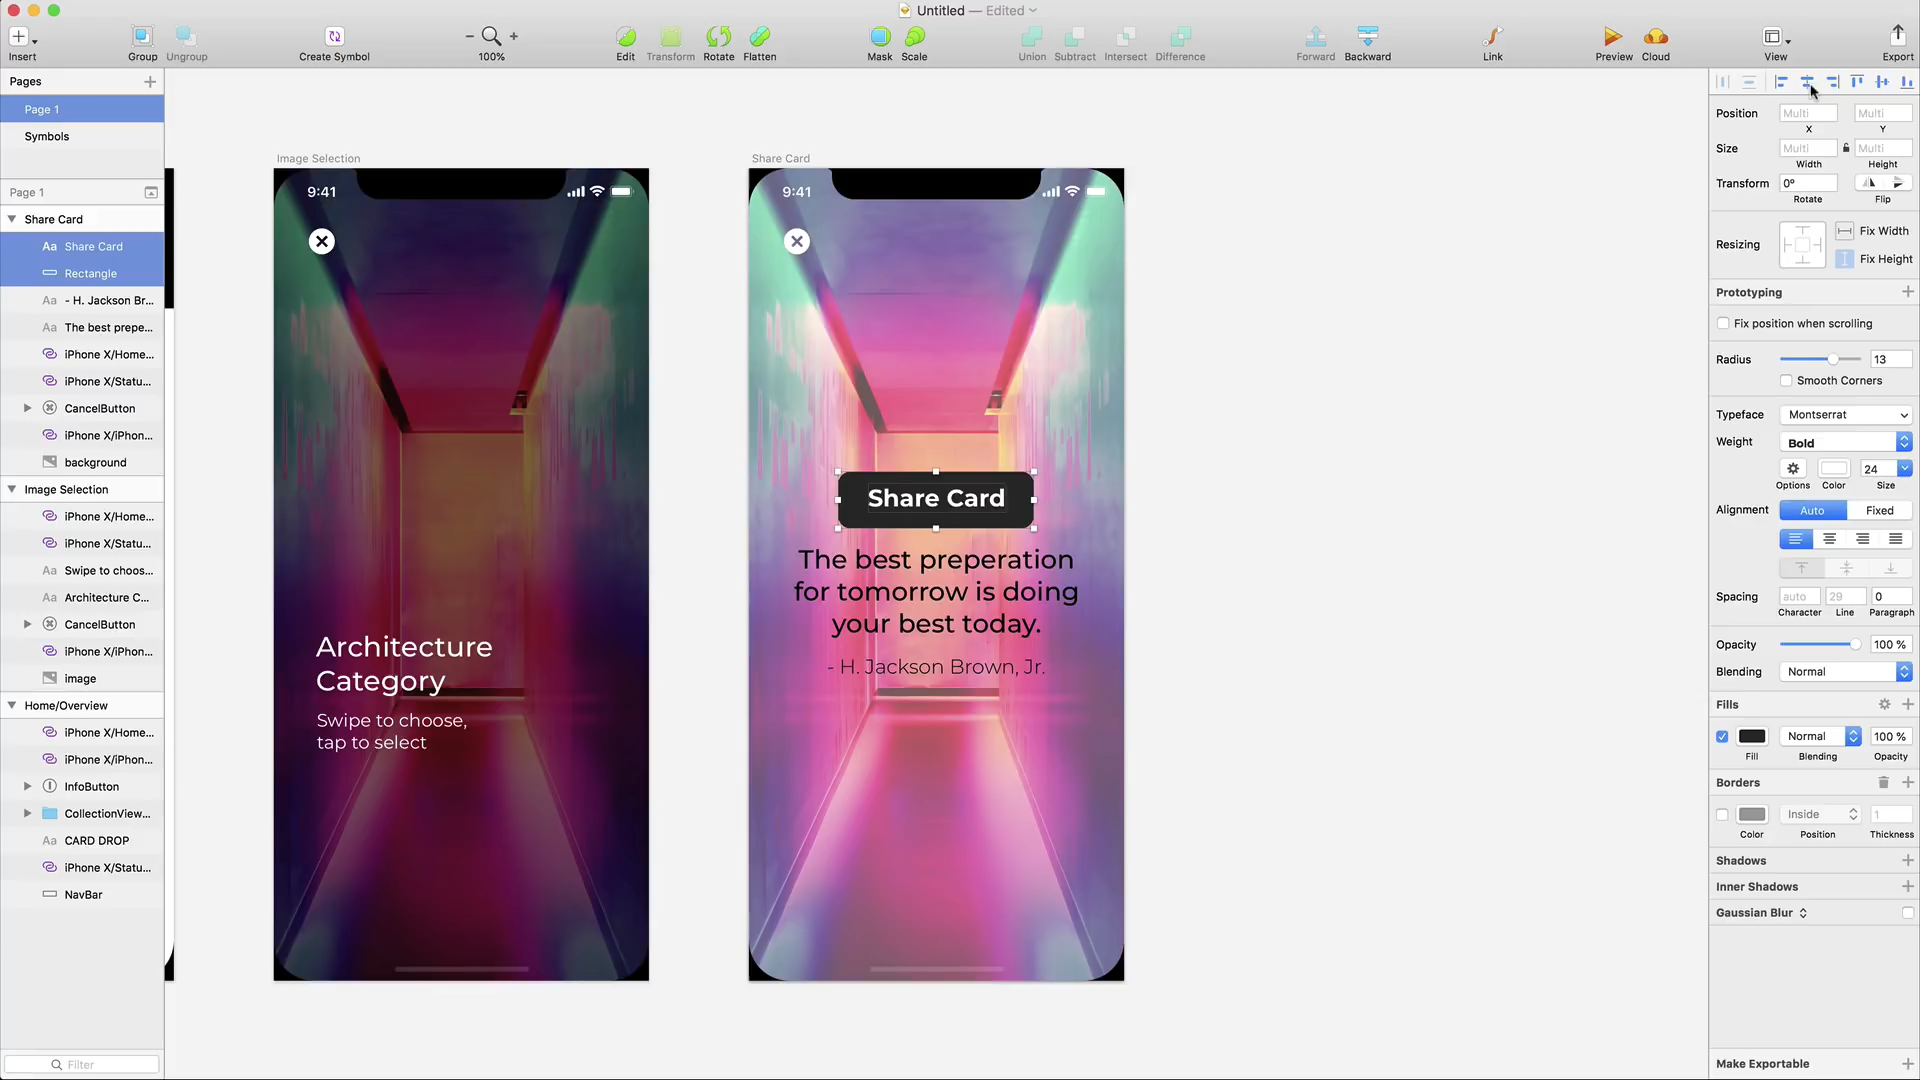 Untitled — Edited
Insert
Group
Ungroup
Create Symbol
100%
Edit
Transform
Rotate
Flatten
Mask
Scale
Union
Subtract
Intersect
Difference
Forward
Backward
Link
Preview
Cloud
View
Export
Pages
Page 1
Symbols
Page 1
Share Card
Aa Share Card
Rectangle
Aa - H. Jackson Br...
Aa The best prepe...
iPhone X/Home...
iPhone X/Statu...
CancelButton
iPhone X/iPhon...
background
Image Selection
iPhone X/Home...
iPhone X/Statu...
Aa Swipe to choos...
Aa Architecture C...
CancelButton
iPhone X/iPhon...
image
Home/Overview
iPhone X/Home...
iPhone X/iPhon...
InfoButton
CollectionView...
Aa CARD DROP
iPhone X/Statu...
NavBar
Filter
Image Selection
9:41
Architecture
Category
Swipe to choose,
tap to select
Share Card
9:41
Share Card
The best preperation
for tomorrow is doing
your best today.
- H. Jackson Brown, Jr.
Position Multi Multi
X Y
Size Multi Multi
Width Height
Transform 0°
Rotate Flip
Resizing
Fix Width
Fix Height
Prototyping
Fix position when scrolling
Radius 13
Smooth Corners
Typeface Montserrat
Weight Bold
24
Options Color Size
Alignment Auto Fixed
Spacing auto 29 0
Character Line Paragraph
Opacity 100 %
Blending Normal
Fills
Normal 100 %
Fill Blending Opacity
Borders
Inside 1
Color Position Thickness
Shadows
Inner Shadows
Gaussian Blur
Make Exportable